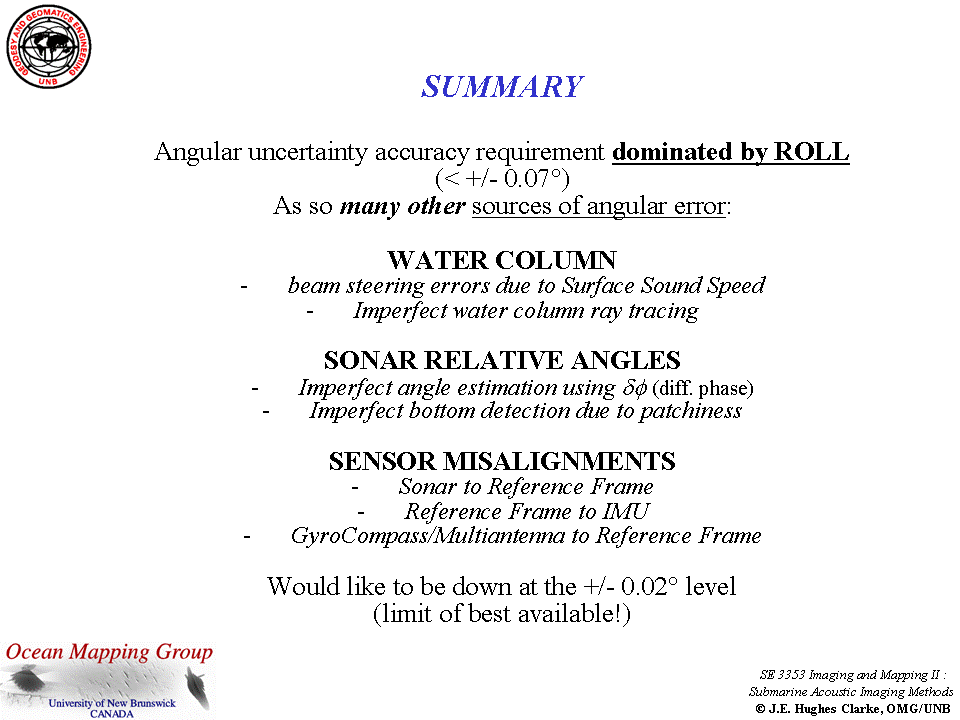 GEODESY AND GEOMATICS ENGINEERING
UNB
SUMMARY
Angular uncertainty accuracy requirement dominated by ROLL
(< +/- 0.07°)
As so many other sources of angular error:
WATER COLUMN
- beam steering errors due to Surface Sound Speed
- Imperfect water column ray tracing
SONAR RELATIVE ANGLES
- Imperfect angle estimation using δϕ (diff. phase)
- Imperfect bottom detection due to patchiness
SENSOR MISALIGNMENTS
- Sonar to Reference Frame
- Reference Frame to IMU
- GyroCompass/Multiantenna to Reference Frame
Would like to be down at the +/- 0.02° level
(limit of best available!)
Ocean Mapping Group
University of New Brunswick
CANADA
SE 3353 Imaging and Mapping II :
Submarine Acoustic Imaging Methods
© J.E. Hughes Clarke, OMG/UNB